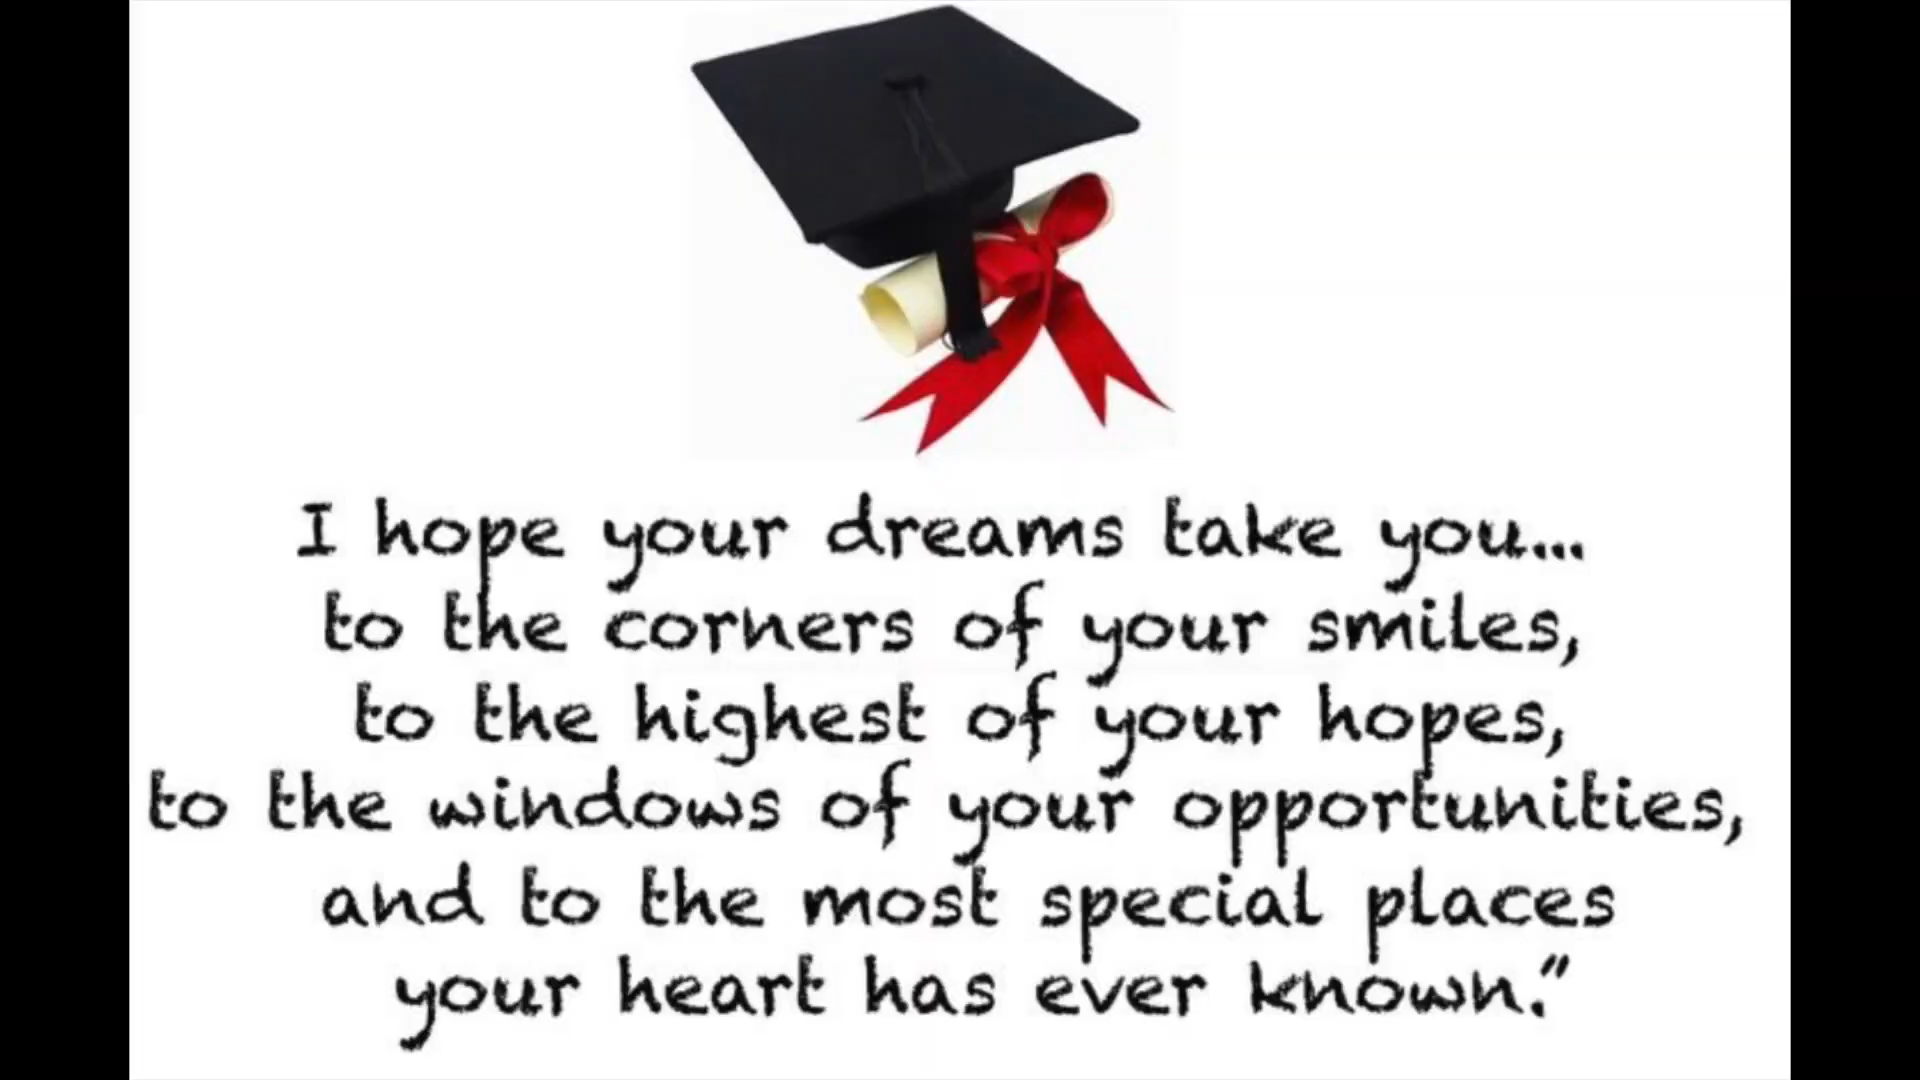 I hope your dreams take you...
to the corners of your smiles,
to the highest of your hopes,
to the windows of your opportunities,
and to the most special places
your heart has ever known.”